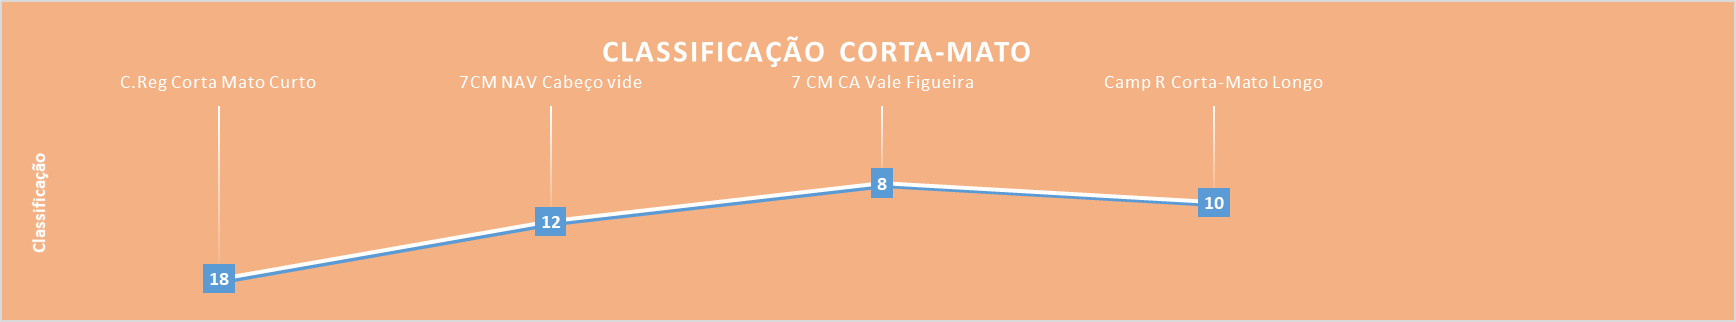 CLASSIFICAÇÃO CORTA-MATO
C.Reg Corta Mato Curto
7CM NAV Cabeço vide
7 CM CA Vale Figueira
Camp R Corta-Mato Longo
Classificação
18
12
8
10